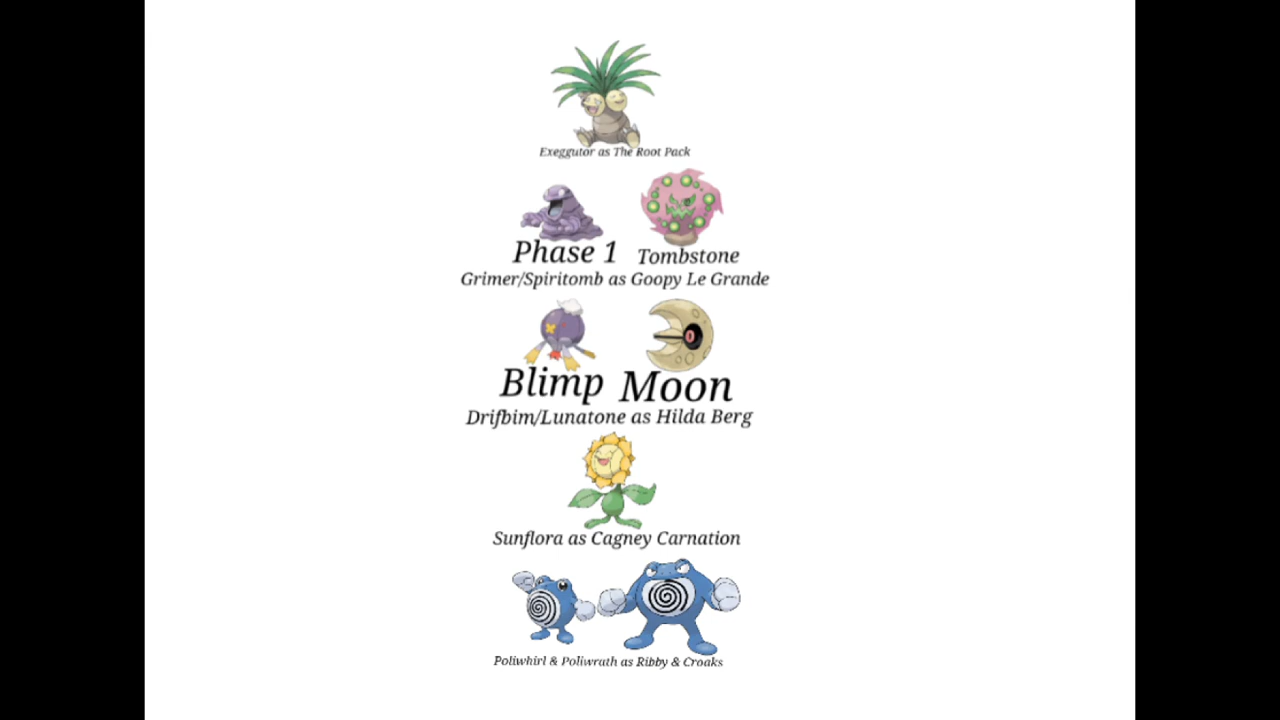 Exeggutor as The Root Pack
Phase 1 Tombstone
Grimer/Spiritomb as Goopy Le Grande
Blimp Moon
Drifbim/Lunatone as Hilda Berg
Sunflora as Cagney Carnation
Poliwhirl & Poliwrath as Ribby & Croaks